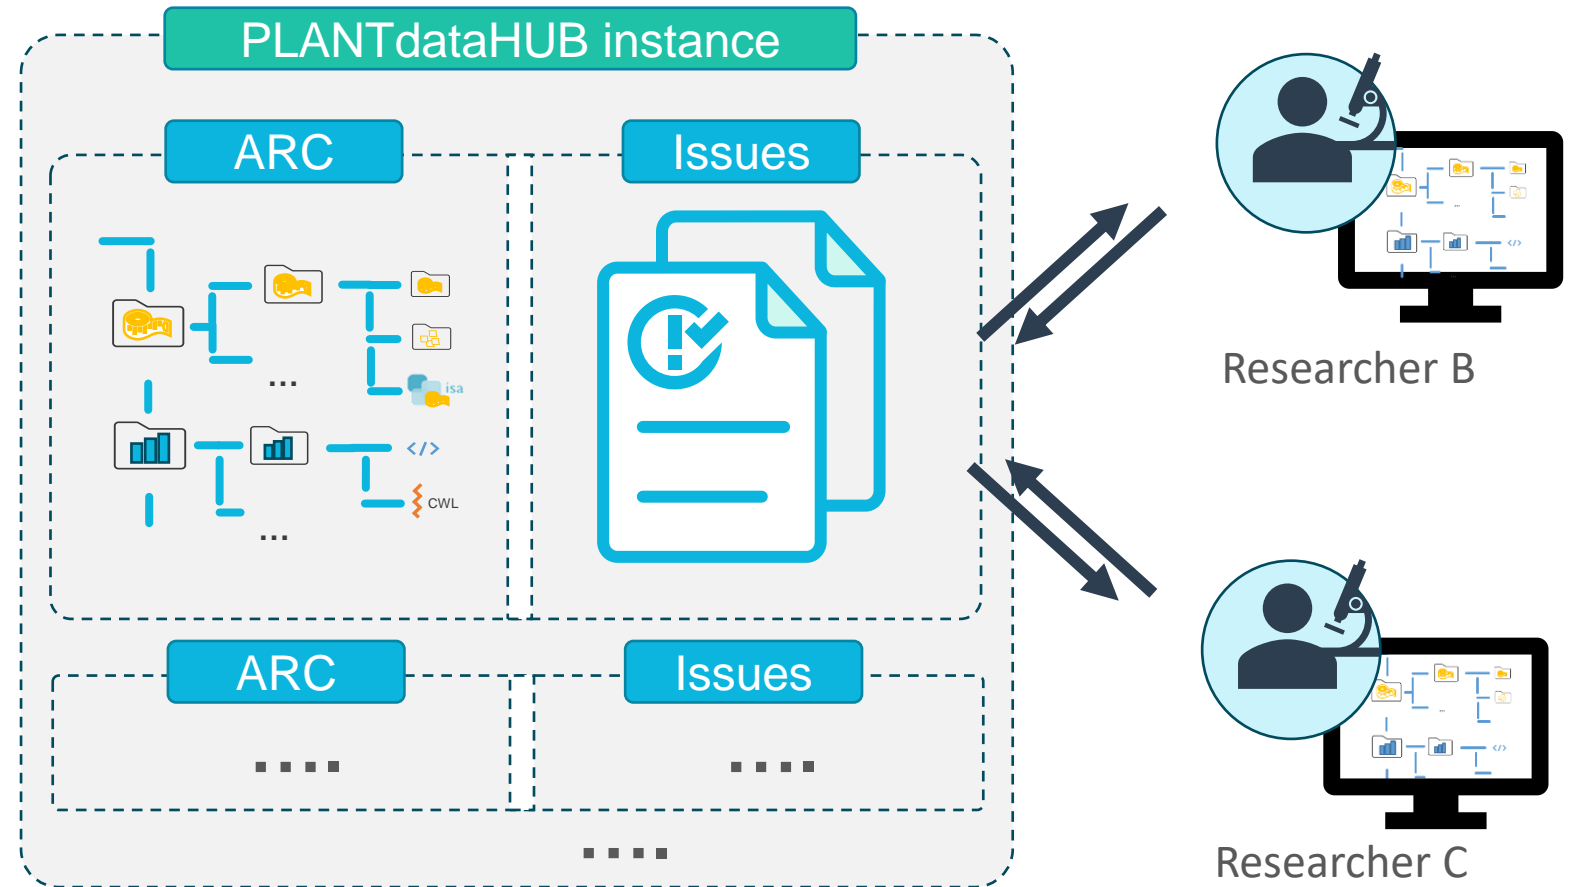 PLANTdataHUB instance
ARC
Issues
...
isa
</>
CWL
...
ARC
Issues
....
....
....
Researcher B
...
</>
Researcher C
...
</>